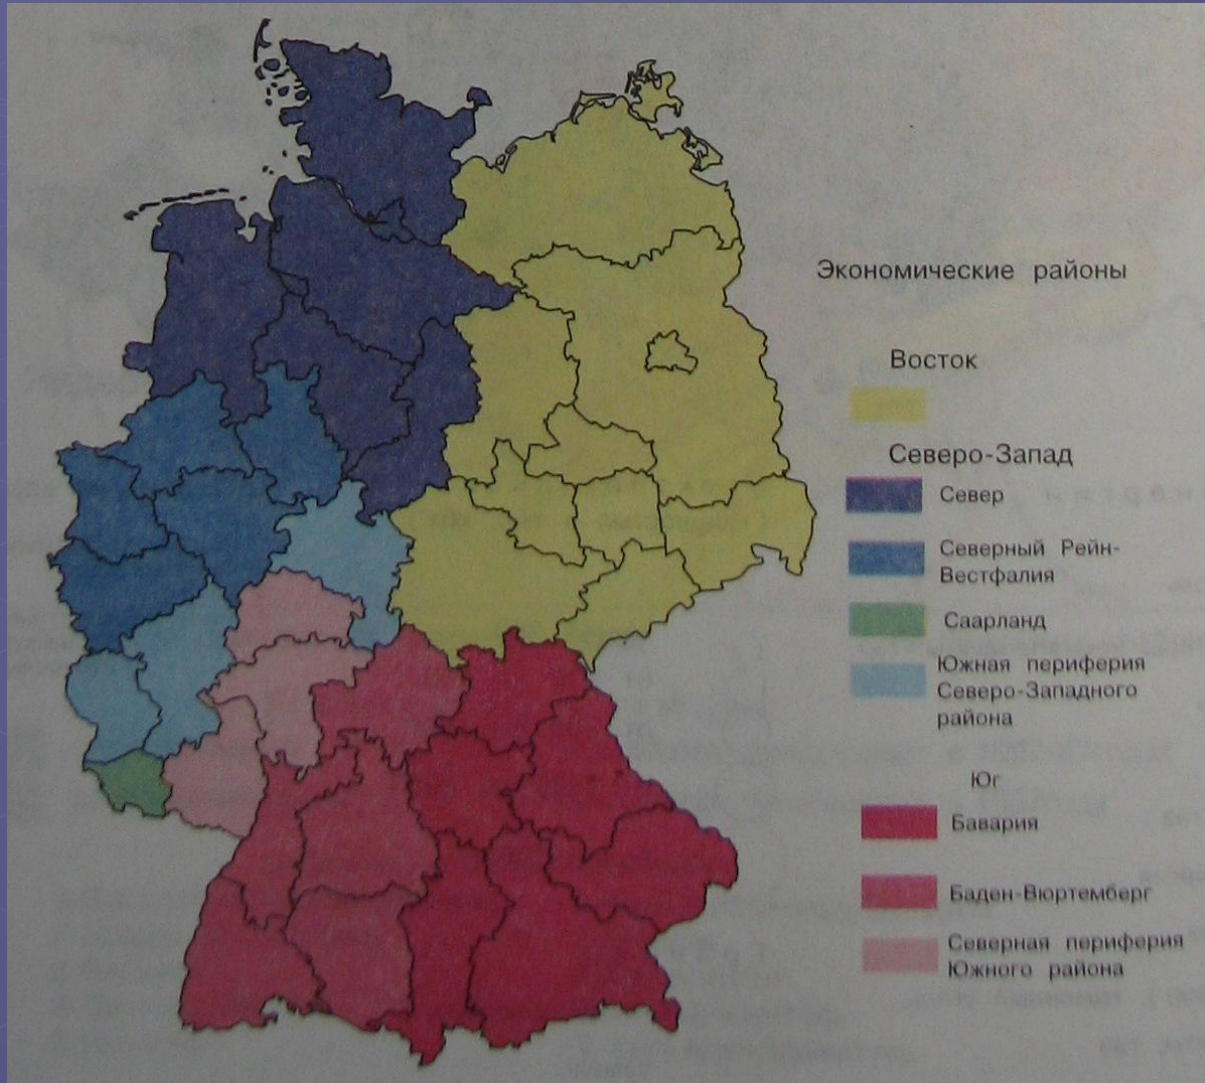 Экономические районы
Восток
Северо-Запад
Север
Северный Рейн-
Вестфалия
Саарланд
Южная периферия
Северо-Западного
района
Юг
Бавария
Баден-Вюртемберг
Северная периферия
Южного района